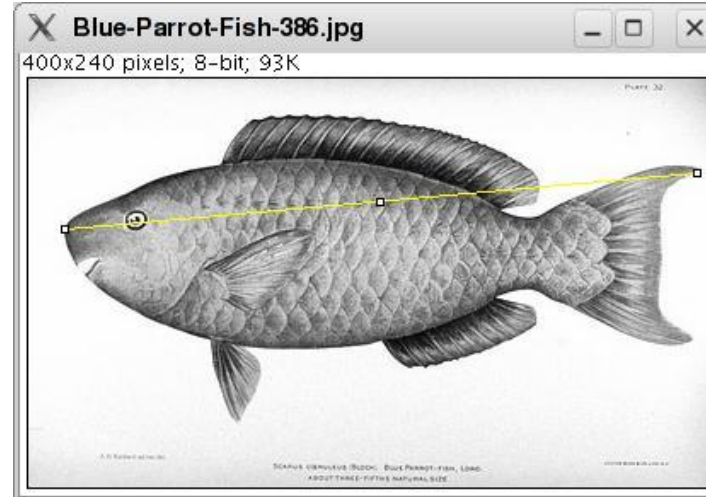 Blue-Parrot-Fish-386.jpg
400x240 pixels; 8-bit; 93K
PLATE 32.
SCARUS CŒRULEUS (BLOCH). BLUE PARROT-FISH, LORO.
ABOUT THREE-FIFTHS NATURAL SIZE